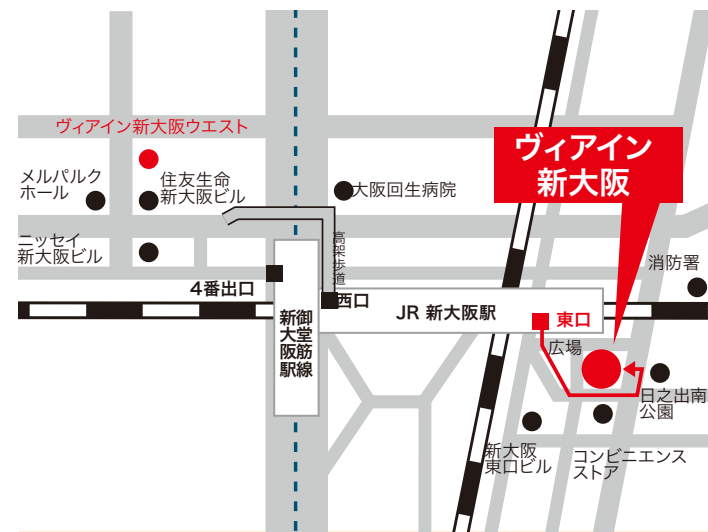 ヴィアイン新大阪ウエスト
ヴィアイン
新大阪
メルパルク
ホール
住友生命
新大阪ビル
大阪回生病院
ニッセイ
新大阪ビル
高架歩道
消防署
4番出口
西口
JR 新大阪駅
東口
御堂筋線
新大阪駅
広場
日之出南
公園
新大阪
東口ビル
コンビニエンス
ストア